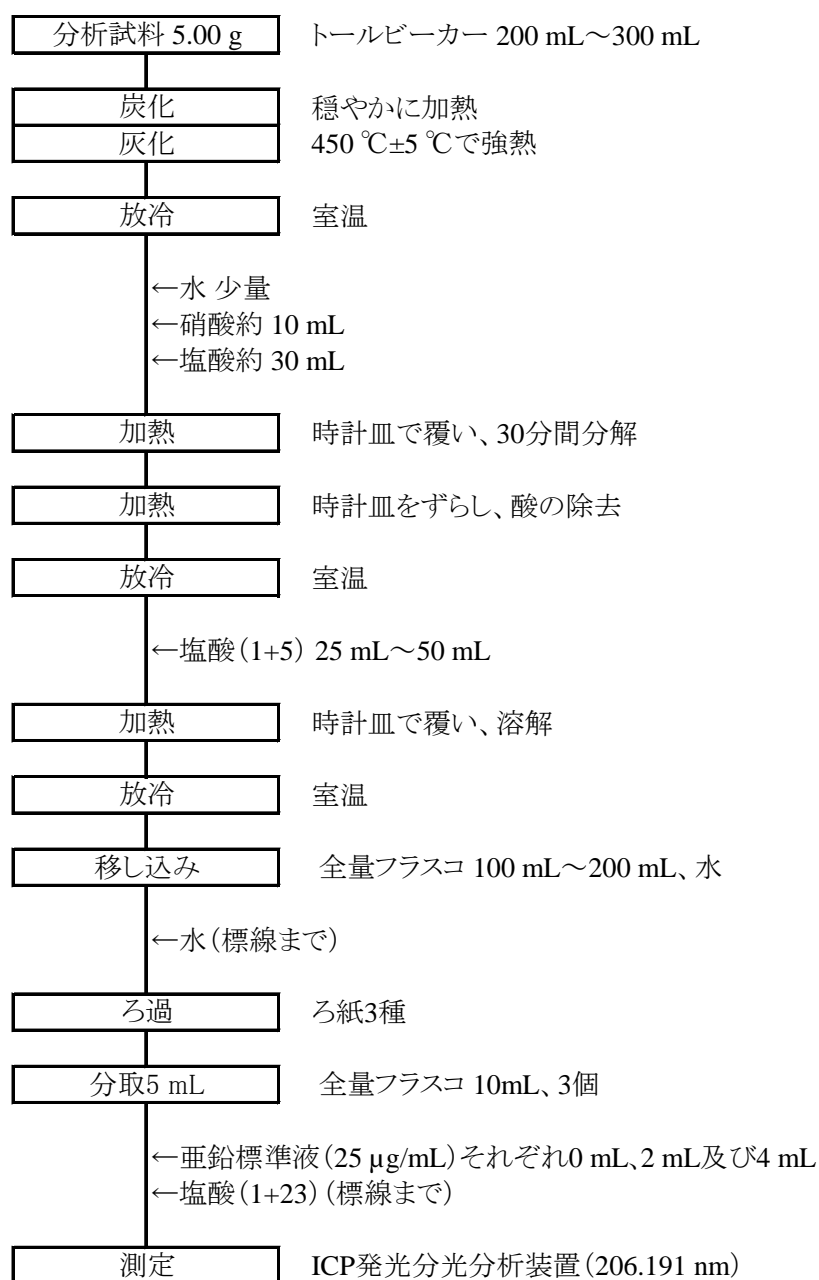 分析試料 5.00 g トールビーカー 200 mL～300 mL
炭化 穏やかに加熱
灰化 450 ℃±5 ℃で強熱
放冷 室温
←水 少量
←硝酸約 10 mL
←塩酸約 30 mL
加熱 時計皿で覆い、30分間分解
加熱 時計皿をずらし、酸の除去
放冷 室温
←塩酸（1+5） 25 mL～50 mL
加熱 時計皿で覆い、溶解
放冷 室温
移し込み 全量フラスコ 100 mL～200 mL、水
←水（標線まで）
ろ過 ろ紙3種
分取5 mL 全量フラスコ 10mL、3個
←亜鉛標準液（25 µg/mL）それぞれ0 mL、2 mL及び4 mL
←塩酸（1+23）（標線まで）
測定 ICP発光分光分析装置（206.191 nm）